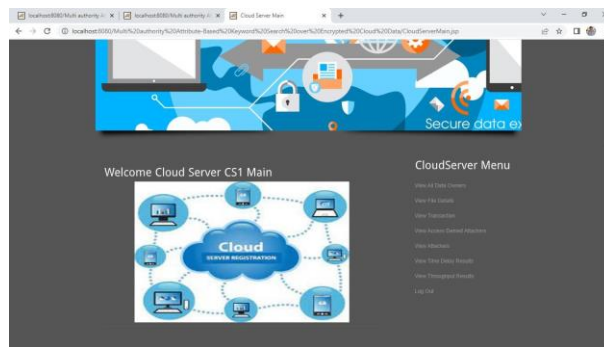 localhost:8080/Multi authority A
localhost:8080/Multi authority A
Cloud Server Main
localhost:8080/Multi%20authority%20Attribute-Based%20Keyword%20Search%20over%20Encrypted%20Cloud%20Data/CloudServerMain.jsp
Secure data ex
Welcome Cloud Server CS1 Main
CloudServer Menu
Cloud
SERVER REGISTRATION
View All Data Owners
View File Details
View Transaction
View Access Denied Attackers
View Attackers
View Time Delay Results
View Throughput Results
Log Out